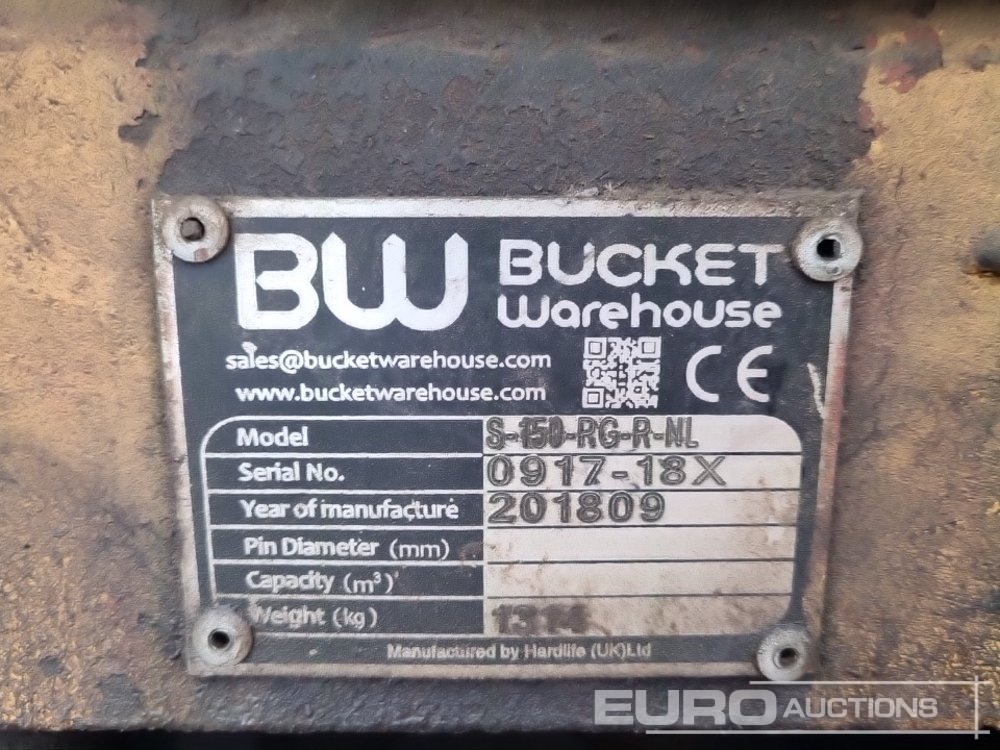 BW BUCKET
Warehouse
sales@bucketwarehouse.com
www.bucketwarehouse.com
CE
Model S-150-RG-R-NL
Serial No. 0917-18X
Year of manufacture 201809
Pin Diameter (mm)
Capacity (m³)
Weight (kg) 1314
Manufactured by Hardlife (UK)Ltd
EURO AUCTIONS